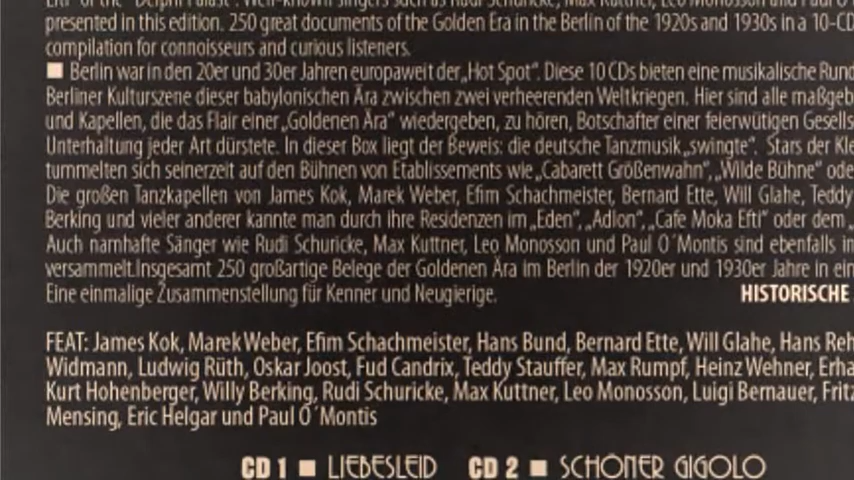 Era" of the "Delphi Palast". Well-known singers such as Rudi Schuricke, Max Kuttner, Leo Monosson and Paul O
presented in this edition. 250 great documents of the Golden Era in the Berlin of the 1920s and 1930s in a 10-CD
compilation for connoisseurs and curious listeners.
■ Berlin war in den 20er und 30er Jahren europaweit der „Hot Spot“. Diese 10 CDs bieten eine musikalische Rund
Berliner Kulturszene dieser babylonischen Ära zwischen zwei verheerenden Weltkriegen. Hier sind alle maßgeb
und Kapellen, die das Flair einer „Goldenen Ära“ wiedergeben, zu hören, Botschafter einer feierwütigen Gesells
Unterhaltung jeder Art dürstete. In dieser Box liegt der Beweis: die deutsche Tanzmusik „swingte“. Stars der Kle
tummelten sich seinerzeit auf den Bühnen von Etablissements wie „Cabarett Größenwahn“, „Wilde Bühne“ ode
Die großen Tanzkapellen von James Kok, Marek Weber, Efim Schachmeister, Bernard Ette, Will Glahe, Teddy
Berking und vieler anderer kannte man durch ihre Residenzen im „Eden“, „Adlon“, „Cafe Moka Efti“ oder dem „
Auch namhafte Sänger wie Rudi Schuricke, Max Kuttner, Leo Monosson und Paul O´Montis sind ebenfalls in
versammelt.Insgesamt 250 großartige Belege der Goldenen Ära im Berlin der 1920er und 1930er Jahre in ein
Eine einmalige Zusammenstellung für Kenner und Neugierige. HISTORISCHE
FEAT: James Kok, Marek Weber, Efim Schachmeister, Hans Bund, Bernard Ette, Will Glahe, Hans Reh
Widmann, Ludwig Rüth, Oskar Joost, Fud Candrix, Teddy Stauffer, Max Rumpf, Heinz Wehner, Erha
Kurt Hohenberger, Willy Berking, Rudi Schuricke, Max Kuttner, Leo Monosson, Luigi Bernauer, Fritz
Mensing, Eric Helgar und Paul O´Montis
CD 1 ■ LIEBESLEID CD 2 ■ SCHÖNER GIGOLO